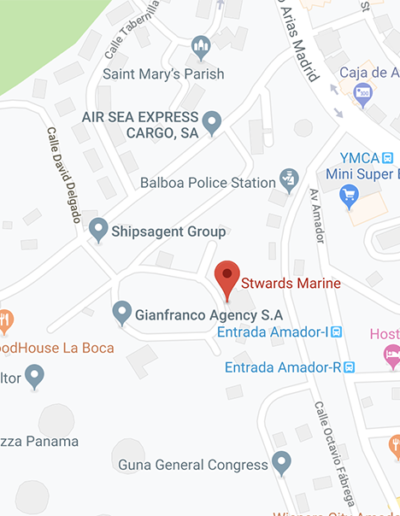 Calle Tabernilla
o Arias Madrid
Saint Mary's Parish
Caja de A
AIR SEA EXPRESS
CARGO, SA
Calle David Delgado
YMCA
Mini Super E
Balboa Police Station
Av Amador
Shipsagent Group
Stwards Marine
Gianfranco Agency S.A
Entrada Amador-I
oodHouse La Boca
Host
Entrada Amador-R
ltor
Calle Octavio Fábrega
zza Panama
Guna General Congress